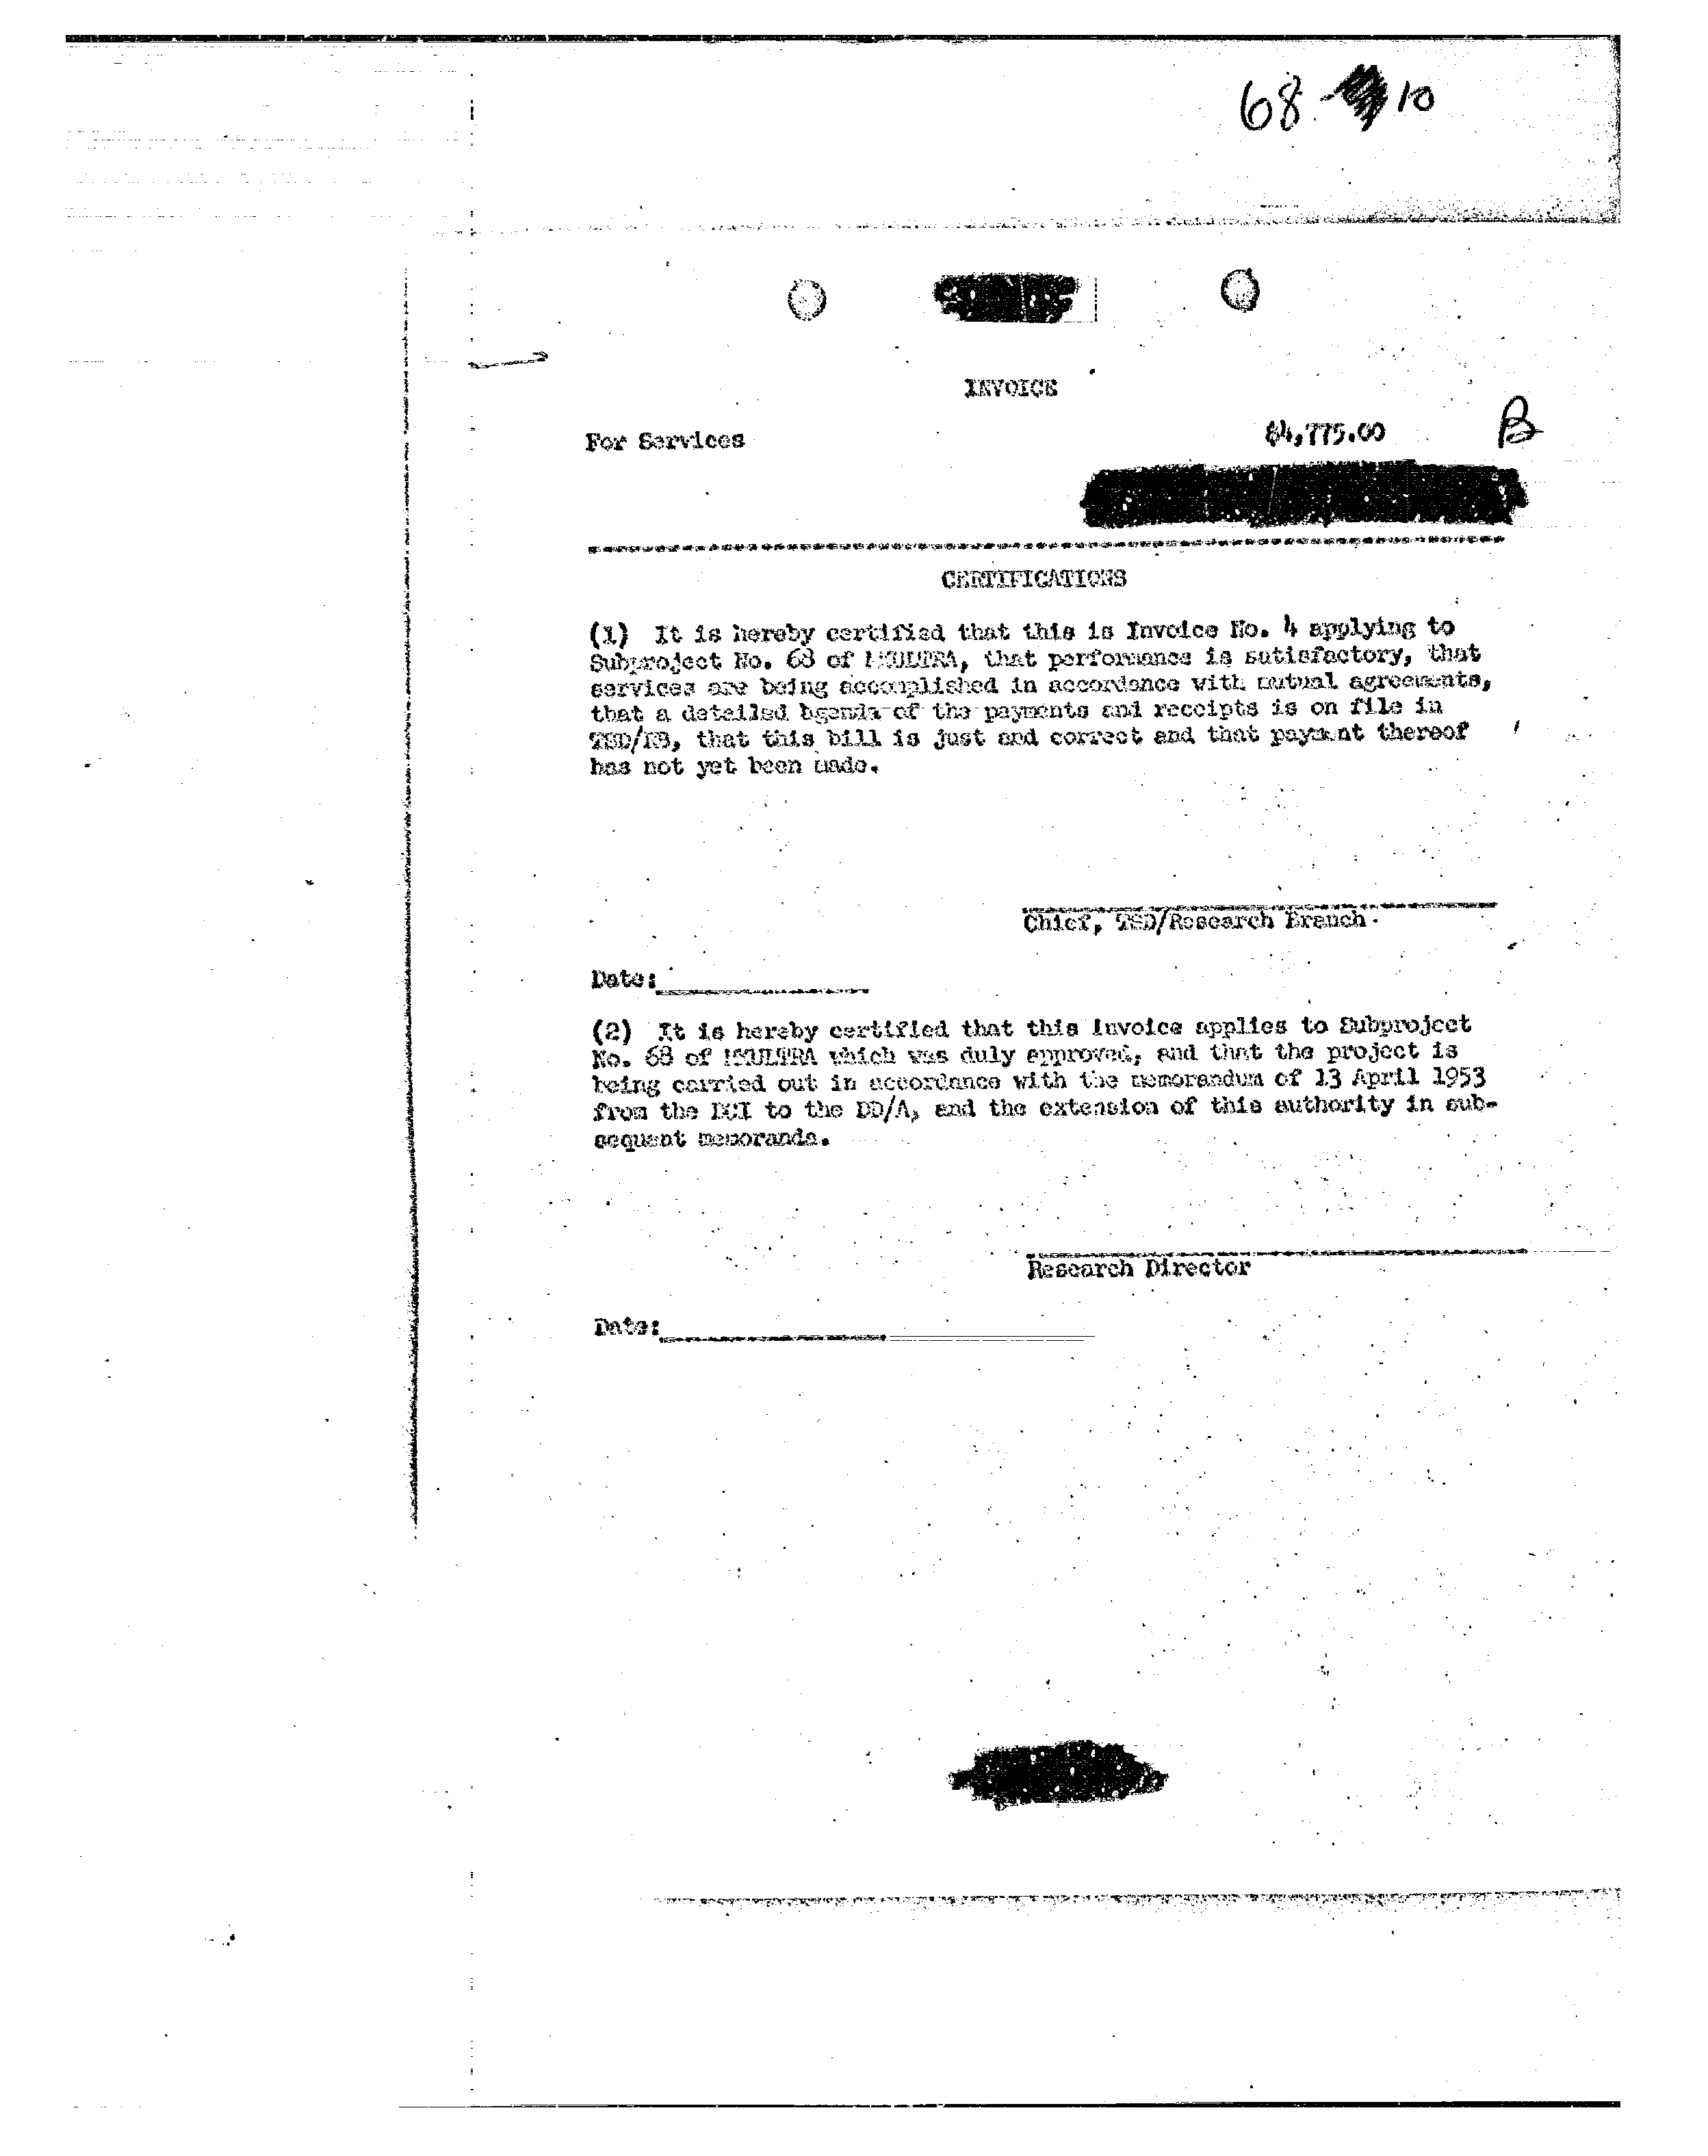 68 10
INVOICE
For Services $4,775.00 B
CERTIFICATIONS
(1) It is hereby certified that this is Invoice No. 4 applying to
Subproject No. 68 of MKULTRA, that performance is satisfactory, that
services are being accomplished in accordance with mutual agreements,
that a detailed agenda of the payments and receipts is on file in
TSD/RB, that this bill is just and correct and that payment thereof
has not yet been made.
Chief, TSD/Research Branch
Date:
(2) It is hereby certified that this invoice applies to Subproject
No. 68 of MKULTRA which was duly approved, and that the project is
being carried out in accordance with the memorandum of 13 April 1953
from the DCI to the DD/A, and the extension of this authority in sub-
sequent memoranda.
Research Director
Date: